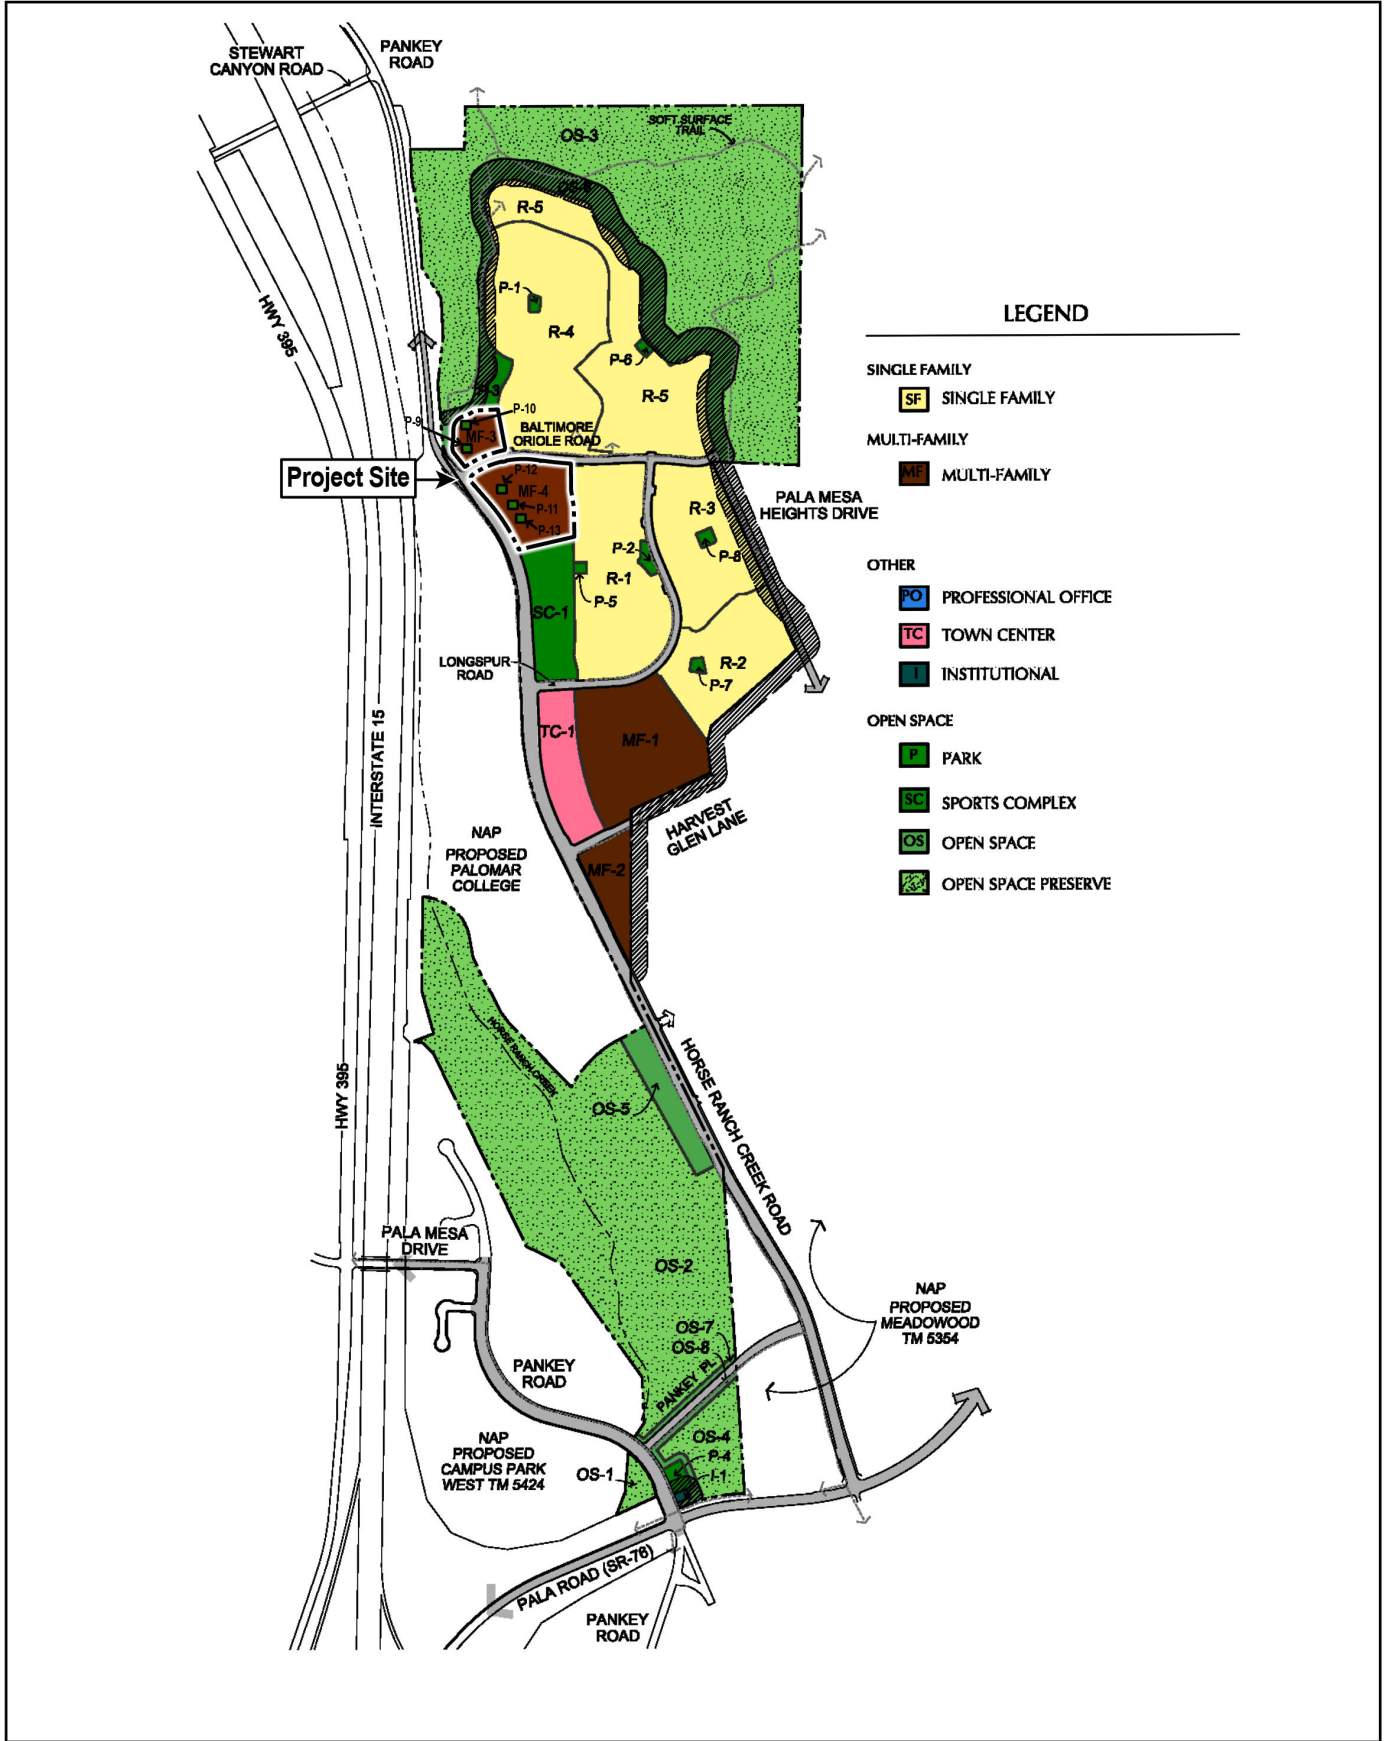 STEWART
CANYON ROAD
PANKEY
ROAD
OS-3
SOFT SURFACE
TRAIL
R-5
P-1
R-4
P-6
R-5
HWY 395
P-3
P-10
P-9
MF-3
BALTIMORE
ORIOLE ROAD
Project Site
P-12
MF-4
P-11
P-13
PALA MESA
HEIGHTS DRIVE
R-3
P-8
P-2
R-1
P-5
SC-1
LONGSPUR
ROAD
R-2
P-7
TC-1
MF-1
INTERSTATE 15
HARVEST
GLEN LANE
NAP
PROPOSED
PALOMAR
COLLEGE
MF-2
HORSE RANCH CREEK
HORSE RANCH CREEK ROAD
OS-5
HWY 395
PALA MESA
DRIVE
OS-2
NAP
PROPOSED
MEADOWOOD
TM 5354
OS-7
OS-8
PANKEY PL
PANKEY
ROAD
NAP
PROPOSED
CAMPUS PARK
WEST TM 5424
OS-4
P-4
I-1
OS-1
PALA ROAD (SR-76)
PANKEY
ROAD
LEGEND
SINGLE FAMILY
SF SINGLE FAMILY
MULTI-FAMILY
MF MULTI-FAMILY
OTHER
PO PROFESSIONAL OFFICE
TC TOWN CENTER
I INSTITUTIONAL
OPEN SPACE
P PARK
SC SPORTS COMPLEX
OS OPEN SPACE
OPEN SPACE PRESERVE